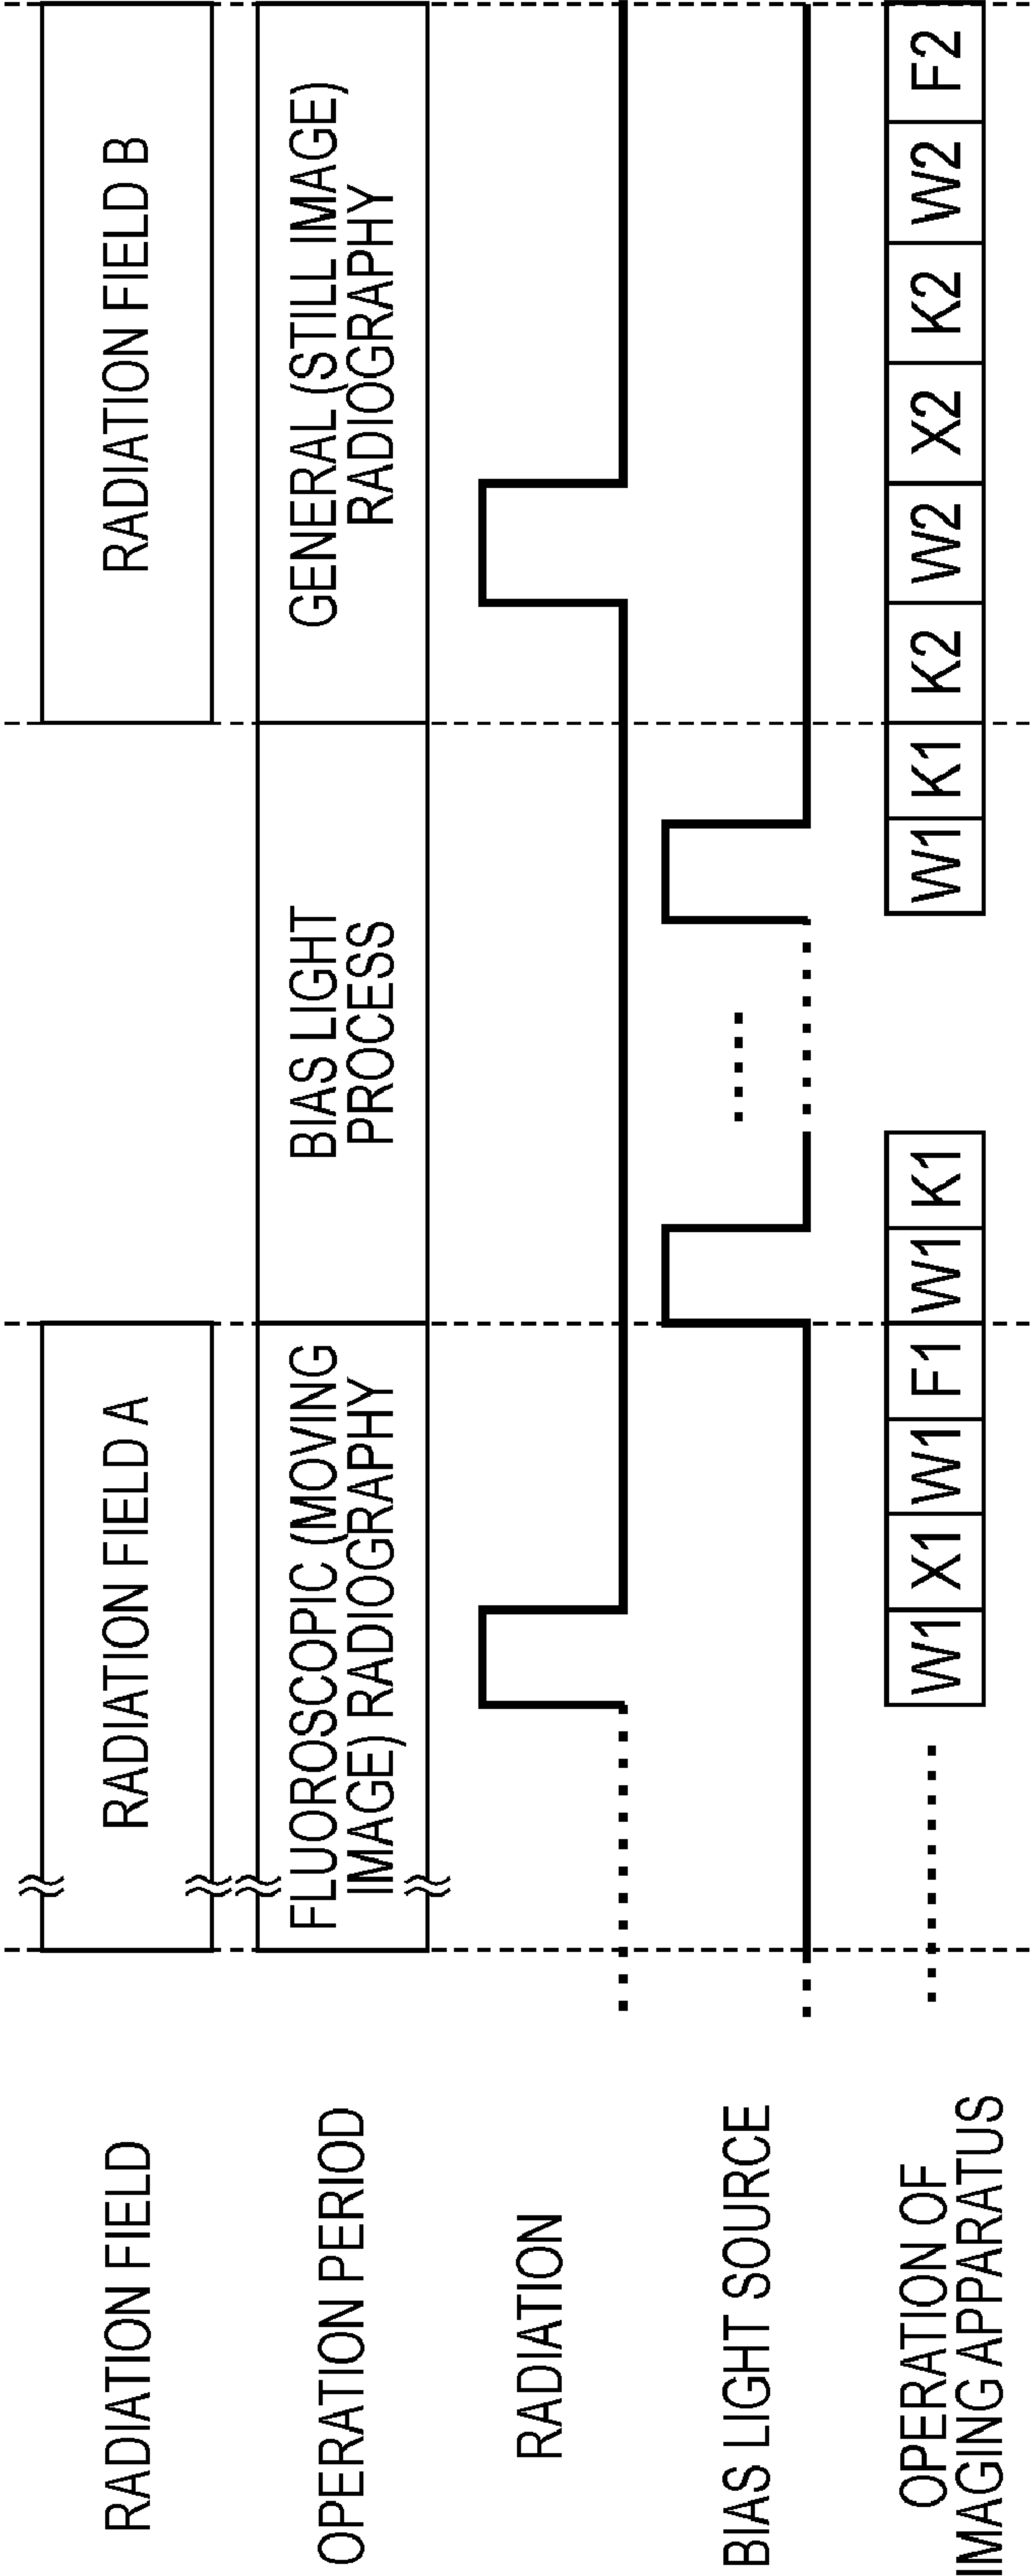 RADIATION FIELD
RADIATION FIELD A
RADIATION FIELD B
OPERATION PERIOD
FLUOROSCOPIC (MOVING
IMAGE) RADIOGRAPHY
BIAS LIGHT
PROCESS
GENERAL (STILL IMAGE)
RADIOGRAPHY
RADIATION
BIAS LIGHT SOURCE
OPERATION OF
IMAGING APPARATUS
W1 X1 W1 F1 W1 K1 W1 K1 K2 W2 X2 K2 W2 F2